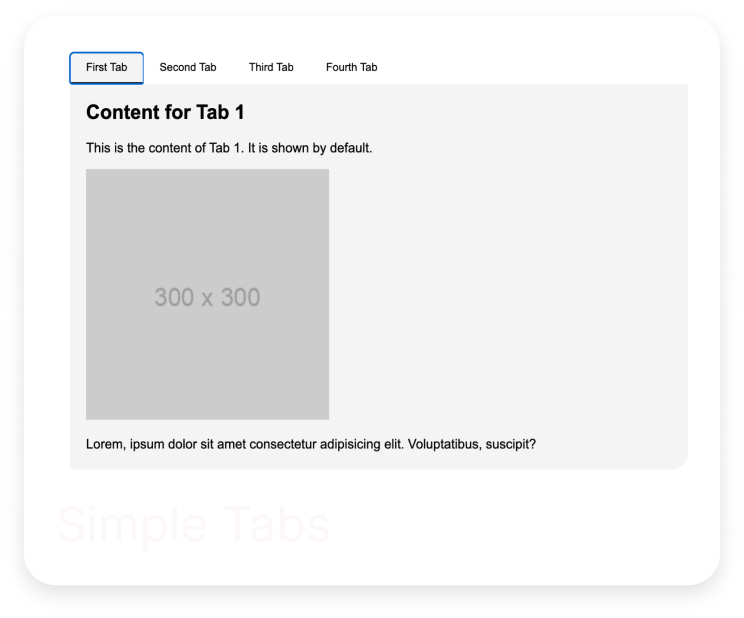 First Tab Second Tab Third Tab Fourth Tab
Content for Tab 1
This is the content of Tab 1. It is shown by default.
300 x 300
Lorem, ipsum dolor sit amet consectetur adipisicing elit. Voluptatibus, suscipit?
Simple Tabs